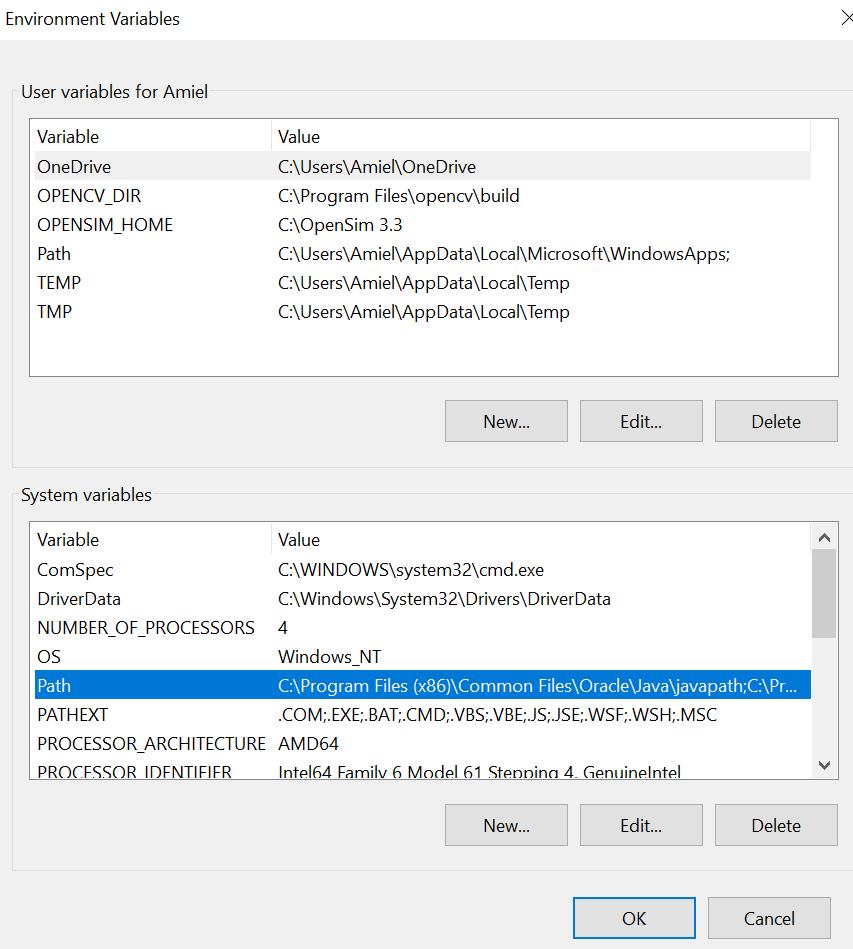 Environment Variables
User variables for Amiel
Variable Value
OneDrive C:\Users\Amiel\OneDrive
OPENCV_DIR C:\Program Files\opencv\build
OPENSIM_HOME C:\OpenSim 3.3
Path C:\Users\Amiel\AppData\Local\Microsoft\WindowsApps;
TEMP C:\Users\Amiel\AppData\Local\Temp
TMP C:\Users\Amiel\AppData\Local\Temp
New... Edit... Delete
System variables
Variable Value
ComSpec C:\WINDOWS\system32\cmd.exe
DriverData C:\Windows\System32\Drivers\DriverData
NUMBER_OF_PROCESSORS 4
OS Windows_NT
Path C:\Program Files (x86)\Common Files\Oracle\Java\javapath;C:\Pr...
PATHEXT .COM;.EXE;.BAT;.CMD;.VBS;.VBE;.JS;.JSE;.WSF;.WSH;.MSC
PROCESSOR_ARCHITECTURE AMD64
PROCESSOR_IDENTIFIER Intel64 Family 6 Model 61 Stepping 4, GenuineIntel
New... Edit... Delete
OK Cancel